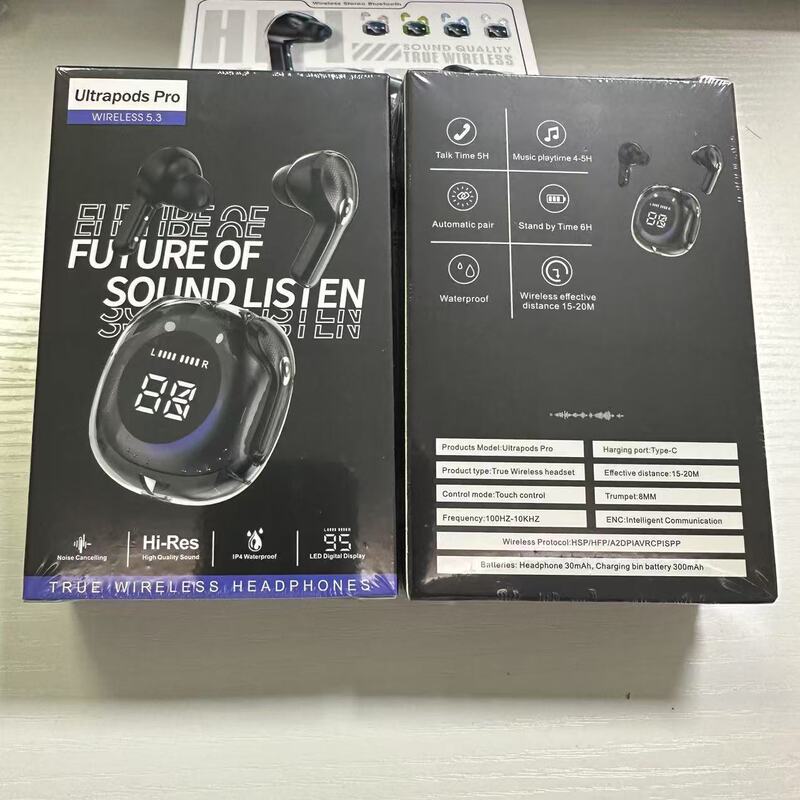 Wireless Stereo Bluetooth
HIFI
SOUND QUALITY
TRUE WIRELESS
Ultrapods Pro
WIRELESS 5.3
FUTURE OF
FUTURE OF
SOUND LISTEN
L R
88
Noise Cancelling
Hi-Res
High Quality Sound
IP4 Waterproof
95
LED Digital Display
TRUE WIRELESS HEADPHONES
Talk Time 5H
Music playtime 4-5H
Automatic pair
Stand by Time 6H
Waterproof
Wireless effective
distance 15-20M
L R
88
Products Model:Ultrapods Pro
Harging port:Type-C
Product type:True Wireless headset
Effective distance:15-20M
Control mode:Touch control
Trumpet:8MM
Frequency:100HZ-10KHZ
ENC:Intelligent Communication
Wireless Protocol:HSP/HFP/A2DPIAVRCPISPP
Batteries: Headphone 30mAh, Charging bin battery 300mAh